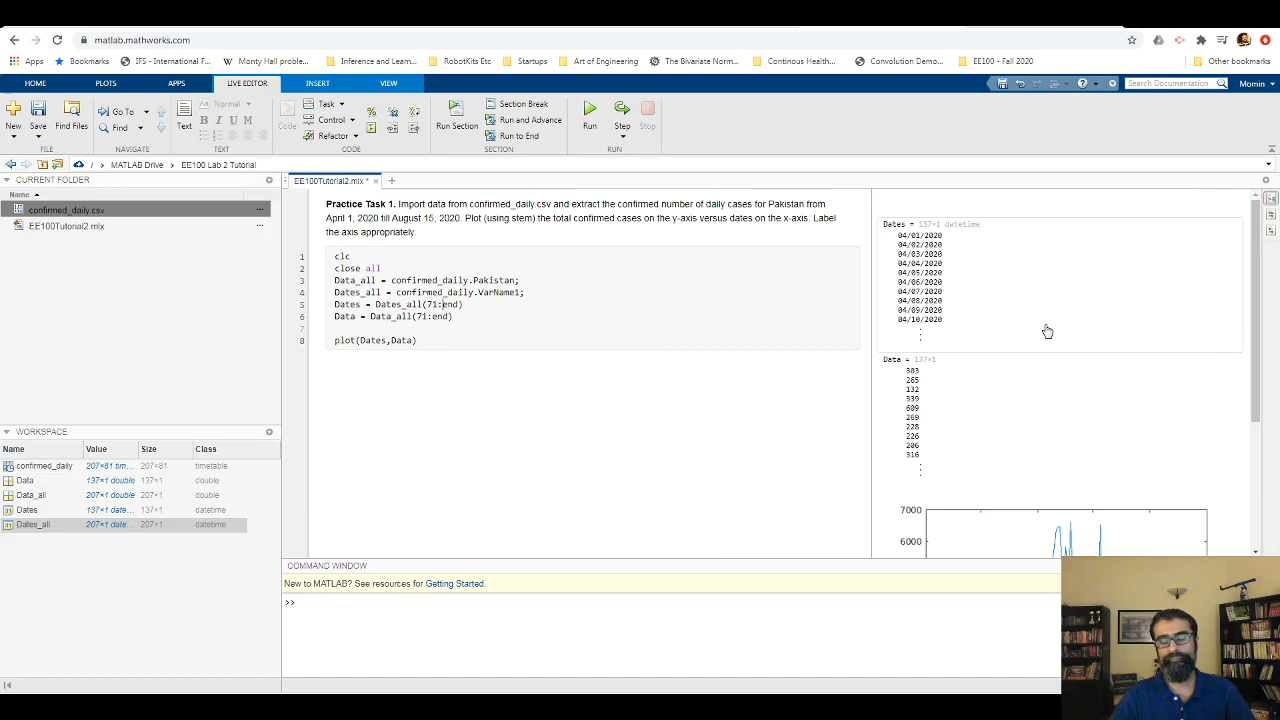 matlab.mathworks.com
Apps Bookmarks IFS - International F... Monty Hall proble... RobotKits Etc Startups Art of Engineering The Bivariate Norm... Continous Health... Convolution Demo... EE100 - Fall 2020 Other bookmarks
HOME PLOTS APPS LIVE EDITOR INSERT VIEW Search Documentation Momin
New Save Find Files Go To Find Text Normal B I U M Code Task Control Refactor Run Section Section Break Run and Advance Run to End Run Step Stop
FILE NAVIGATE TEXT CODE SECTION RUN
/ MATLAB Drive EE100 Lab 2 Tutorial
CURRENT FOLDER
Name
confirmed_daily.csv
EE100Tutorial2.mlx
WORKSPACE
Name Value Size Class
confirmed_daily 207×81 tim... 207×81 timetable
Data 137×1 double 137×1 double
Data_all 207×1 double 207×1 double
Dates 137×1 date... 137×1 datetime
Dates_all 207×1 date... 207×1 datetime
EE100Tutorial2.mlx *
Practice Task 1. Import data from confirmed_daily.csv and extract the confirmed number of daily cases for Pakistan from
April 1, 2020 till August 15, 2020. Plot (using stem) the total confirmed cases on the y-axis versus dates on the x-axis. Label
the axis appropriately.
1 clc
2 close all
3 Data_all = confirmed_daily.Pakistan;
4 Dates_all = confirmed_daily.VarName1;
5 Dates = Dates_all(71:end)
6 Data = Data_all(71:end)
7
8 plot(Dates,Data)
Dates = 137×1 datetime
04/01/2020
04/02/2020
04/03/2020
04/04/2020
04/05/2020
04/06/2020
04/07/2020
04/08/2020
04/09/2020
04/10/2020
Data = 137×1
303
265
132
339
609
269
228
226
206
316
7000
6000
COMMAND WINDOW
New to MATLAB? See resources for Getting Started.
>>